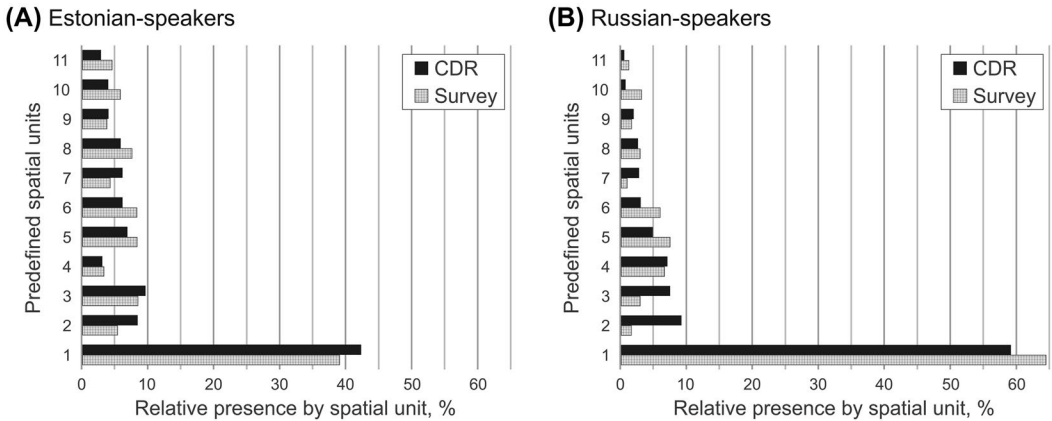 (A) Estonian-speakers
CDR
Survey
Predefined spatial units
11
10
9
8
7
6
5
4
3
2
1
0 10 20 30 40 50 60
Relative presence by spatial unit, %
(B) Russian-speakers
CDR
Survey
Predefined spatial units
11
10
9
8
7
6
5
4
3
2
1
0 10 20 30 40 50 60
Relative presence by spatial unit, %